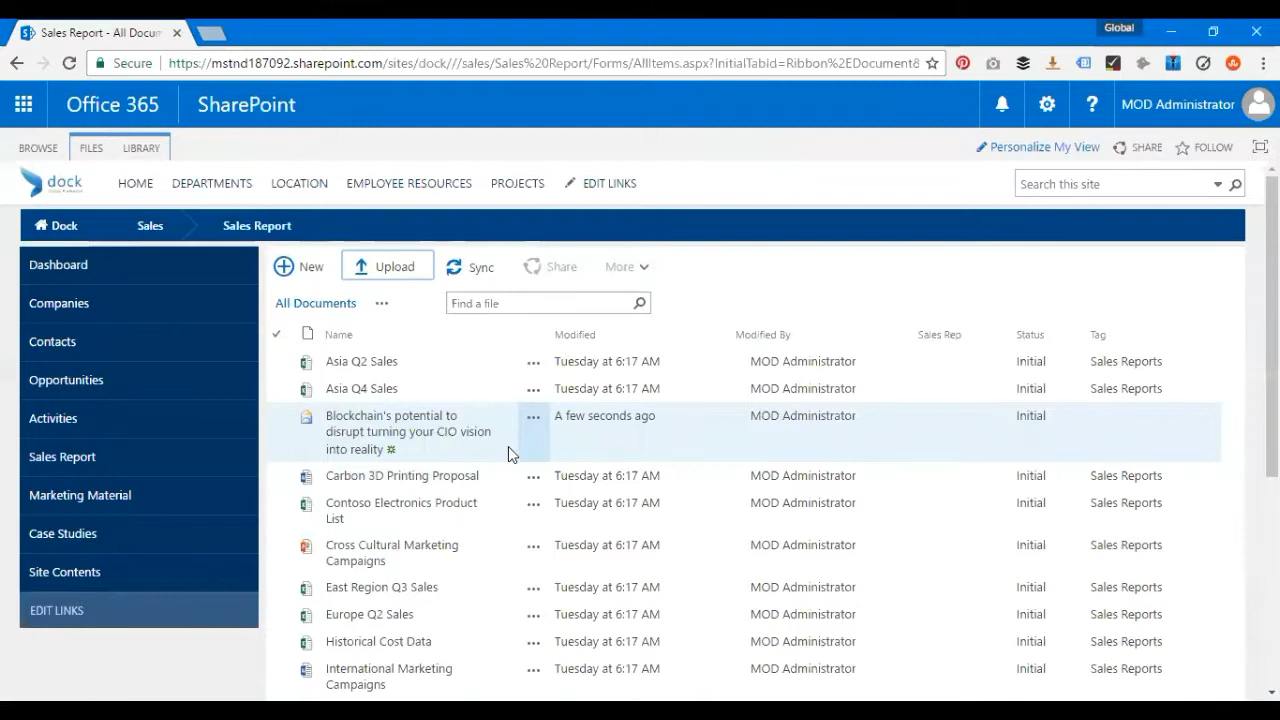 Sales Report - All Docum
Global
Secure https://mstnd187092.sharepoint.com/sites/dock///sales/Sales%20Report/Forms/AllItems.aspx?InitialTabId=Ribbon%2EDocument&
Office 365 SharePoint MOD Administrator
BROWSE FILES LIBRARY Personalize My View SHARE FOLLOW
dock HOME DEPARTMENTS LOCATION EMPLOYEE RESOURCES PROJECTS EDIT LINKS Search this site
Dock Sales Sales Report
Dashboard
Companies
Contacts
Opportunities
Activities
Sales Report
Marketing Material
Case Studies
Site Contents
EDIT LINKS
New Upload Sync Share More
All Documents ••• Find a file
Name Modified Modified By Sales Rep Status Tag
Asia Q2 Sales ••• Tuesday at 6:17 AM MOD Administrator Initial Sales Reports
Asia Q4 Sales ••• Tuesday at 6:17 AM MOD Administrator Initial Sales Reports
Blockchain's potential to ••• A few seconds ago MOD Administrator Initial
disrupt turning your CIO vision
into reality
Carbon 3D Printing Proposal ••• Tuesday at 6:17 AM MOD Administrator Initial Sales Reports
Contoso Electronics Product ••• Tuesday at 6:17 AM MOD Administrator Initial Sales Reports
List
Cross Cultural Marketing ••• Tuesday at 6:17 AM MOD Administrator Initial Sales Reports
Campaigns
East Region Q3 Sales ••• Tuesday at 6:17 AM MOD Administrator Initial Sales Reports
Europe Q2 Sales ••• Tuesday at 6:17 AM MOD Administrator Initial Sales Reports
Historical Cost Data ••• Tuesday at 6:17 AM MOD Administrator Initial Sales Reports
International Marketing ••• Tuesday at 6:17 AM MOD Administrator Initial Sales Reports
Campaigns